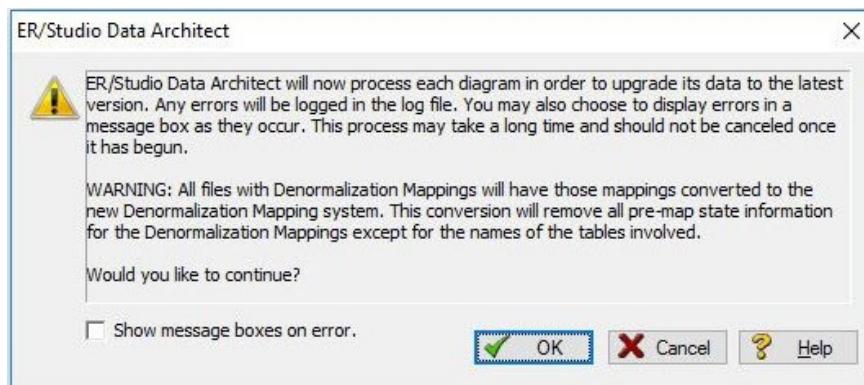 ER/Studio Data Architect
ER/Studio Data Architect will now process each diagram in order to upgrade its data to the latest
version. Any errors will be logged in the log file. You may also choose to display errors in a
message box as they occur. This process may take a long time and should not be canceled once
it has begun.
WARNING: All files with Denormalization Mappings will have those mappings converted to the
new Denormalization Mapping system. This conversion will remove all pre-map state information
for the Denormalization Mappings except for the names of the tables involved.
Would you like to continue?
Show message boxes on error.
OK
Cancel
Help